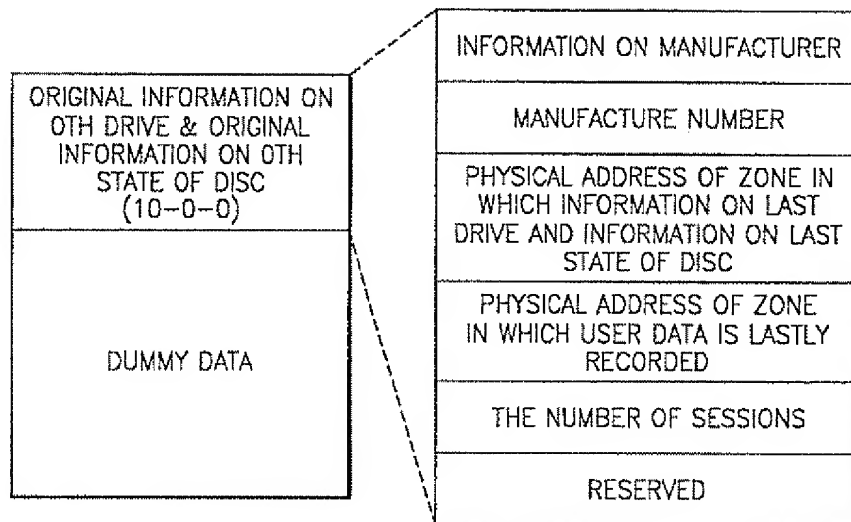 ORIGINAL INFORMATION ON
0TH DRIVE & ORIGINAL
INFORMATION ON 0TH
STATE OF DISC
(10-0-0)
DUMMY DATA
INFORMATION ON MANUFACTURER
MANUFACTURE NUMBER
PHYSICAL ADDRESS OF ZONE IN
WHICH INFORMATION ON LAST
DRIVE AND INFORMATION ON LAST
STATE OF DISC
PHYSICAL ADDRESS OF ZONE
IN WHICH USER DATA IS LASTLY
RECORDED
THE NUMBER OF SESSIONS
RESERVED